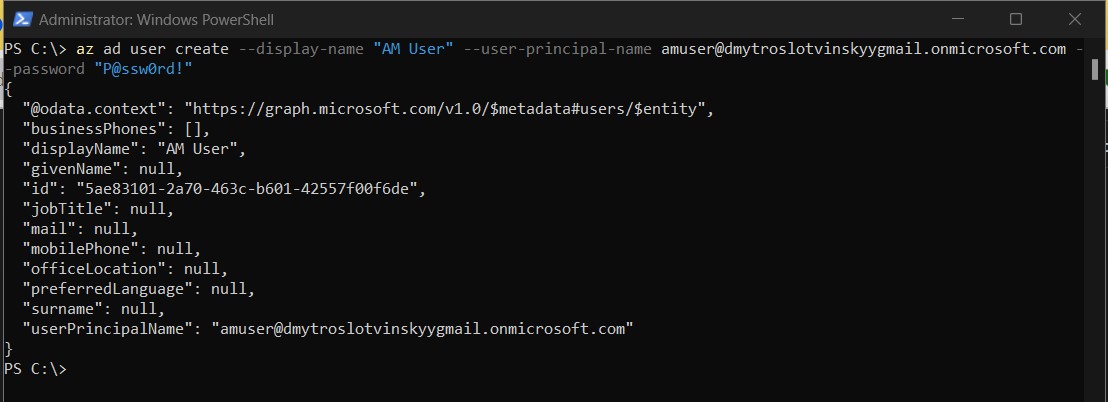 Administrator: Windows PowerShell
PS C:\> az ad user create --display-name "AM User" --user-principal-name amuser@dmytroslotvinskyygmail.onmicrosoft.com -
-password "P@ssw0rd!"
{
  "@odata.context": "https://graph.microsoft.com/v1.0/$metadata#users/$entity",
  "businessPhones": [],
  "displayName": "AM User",
  "givenName": null,
  "id": "5ae83101-2a70-463c-b601-42557f00f6de",
  "jobTitle": null,
  "mail": null,
  "mobilePhone": null,
  "officeLocation": null,
  "preferredLanguage": null,
  "surname": null,
  "userPrincipalName": "amuser@dmytroslotvinskyygmail.onmicrosoft.com"
}
PS C:\>